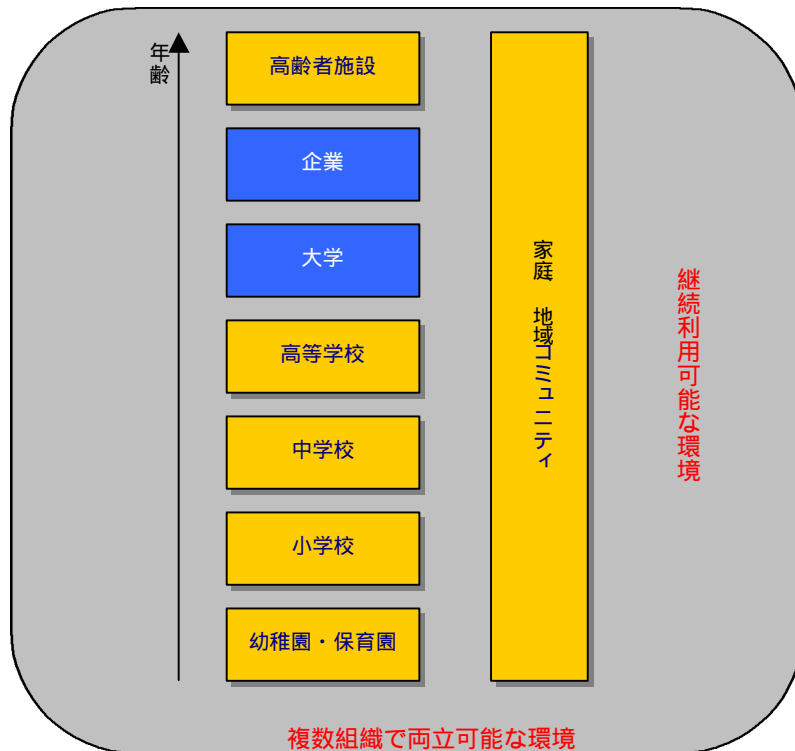 年齢
高齢者施設
企業
大学
高等学校
中学校
小学校
幼稚園・保育園
家庭、地域コミュニティ
継続利用可能な環境
複数組織で両立可能な環境